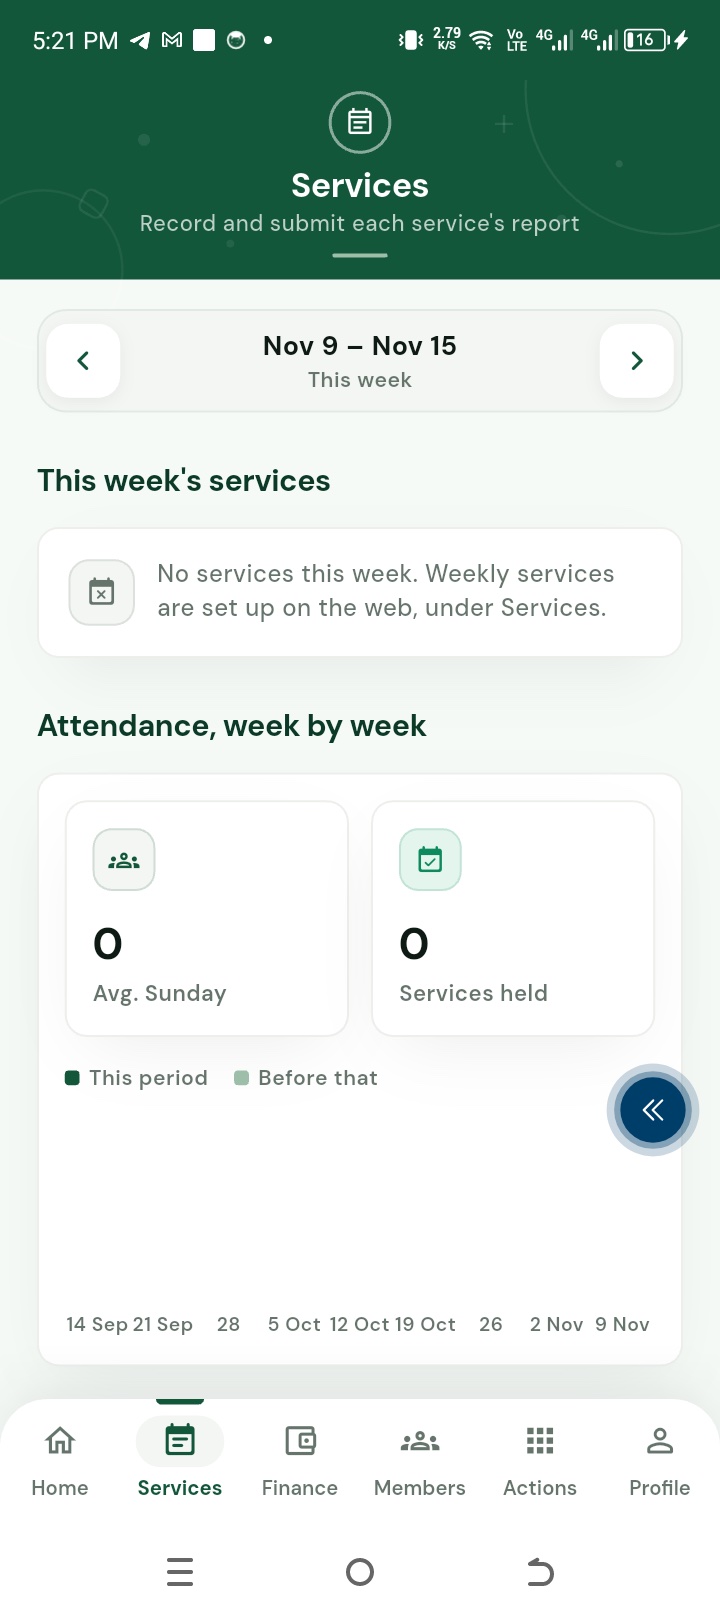 5:21 PM
2.79 K/S
Vo LTE
4G
4G
16
Services
Record and submit each service's report
Nov 9 – Nov 15
This week
This week's services
No services this week. Weekly services
are set up on the web, under Services.
Attendance, week by week
0
Avg. Sunday
0
Services held
This period
Before that
14 Sep 21 Sep 28 5 Oct 12 Oct 19 Oct 26 2 Nov 9 Nov
Home
Services
Finance
Members
Actions
Profile